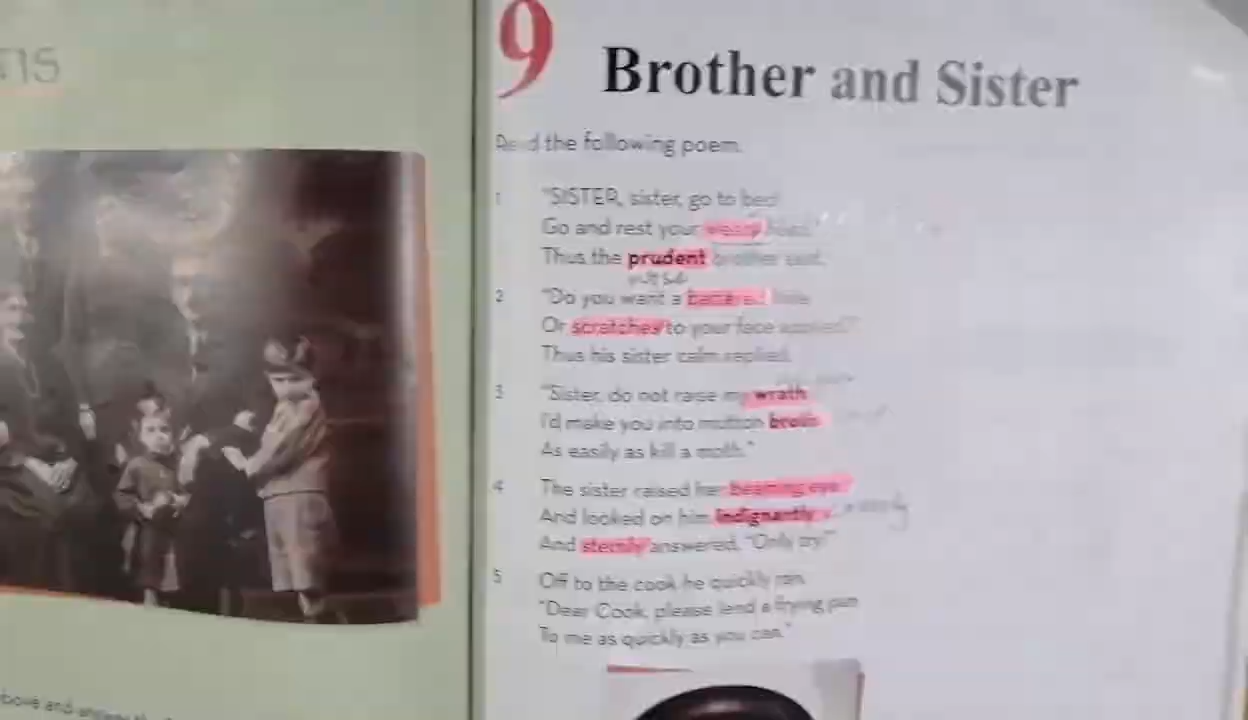 ns
9
Brother and Sister
Read the following poem.
1 "SISTER, sister, go to bed!
Go and rest your weary
Thus the prudent brother said.
2 "Do you want a battered
Or scratches to your face applied?"
Thus his sister calm replied.
3 "Sister, do not raise my wrath
I'd make you into mutton broth
As easily as kill a moth."
4 The sister raised her beaming eye
And looked on him indignantly
And sternly answered, "Only try!"
5 Off to the cook he quickly ran
"Dear Cook, please lend a frying pan
To me as quickly as you can."
above and answer